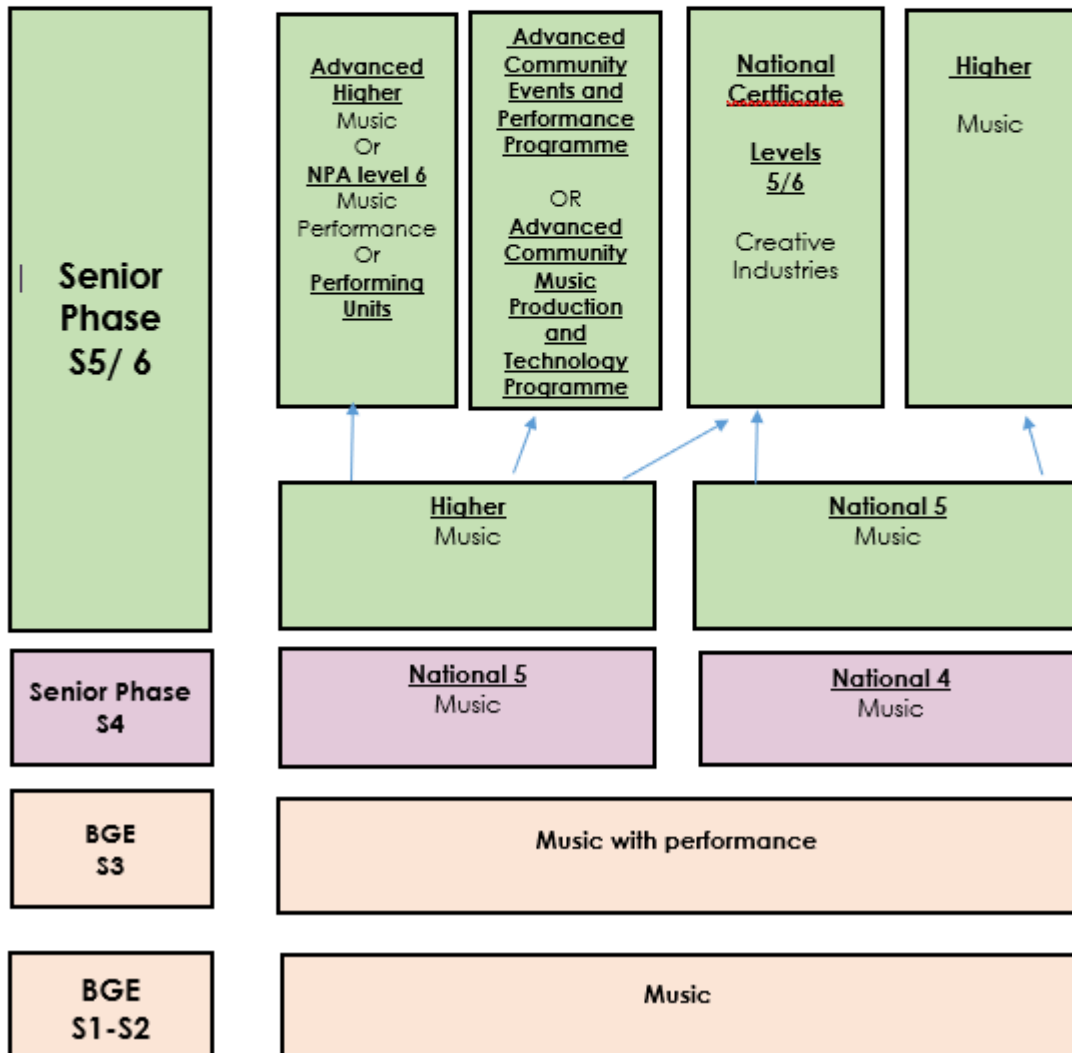 Senior
Phase
S5/ 6
Advanced
Higher
Music
Or
NPA level 6
Music
Performance
Or
Performing
Units
Advanced
Community
Events and
Performance
Programme
OR
Advanced
Community
Music
Production
and
Technology
Programme
National
Certficate
Levels
5/6
Creative
Industries
Higher
Music
Higher
Music
National 5
Music
Senior Phase
S4
National 5
Music
National 4
Music
BGE
S3
Music with performance
BGE
S1-S2
Music